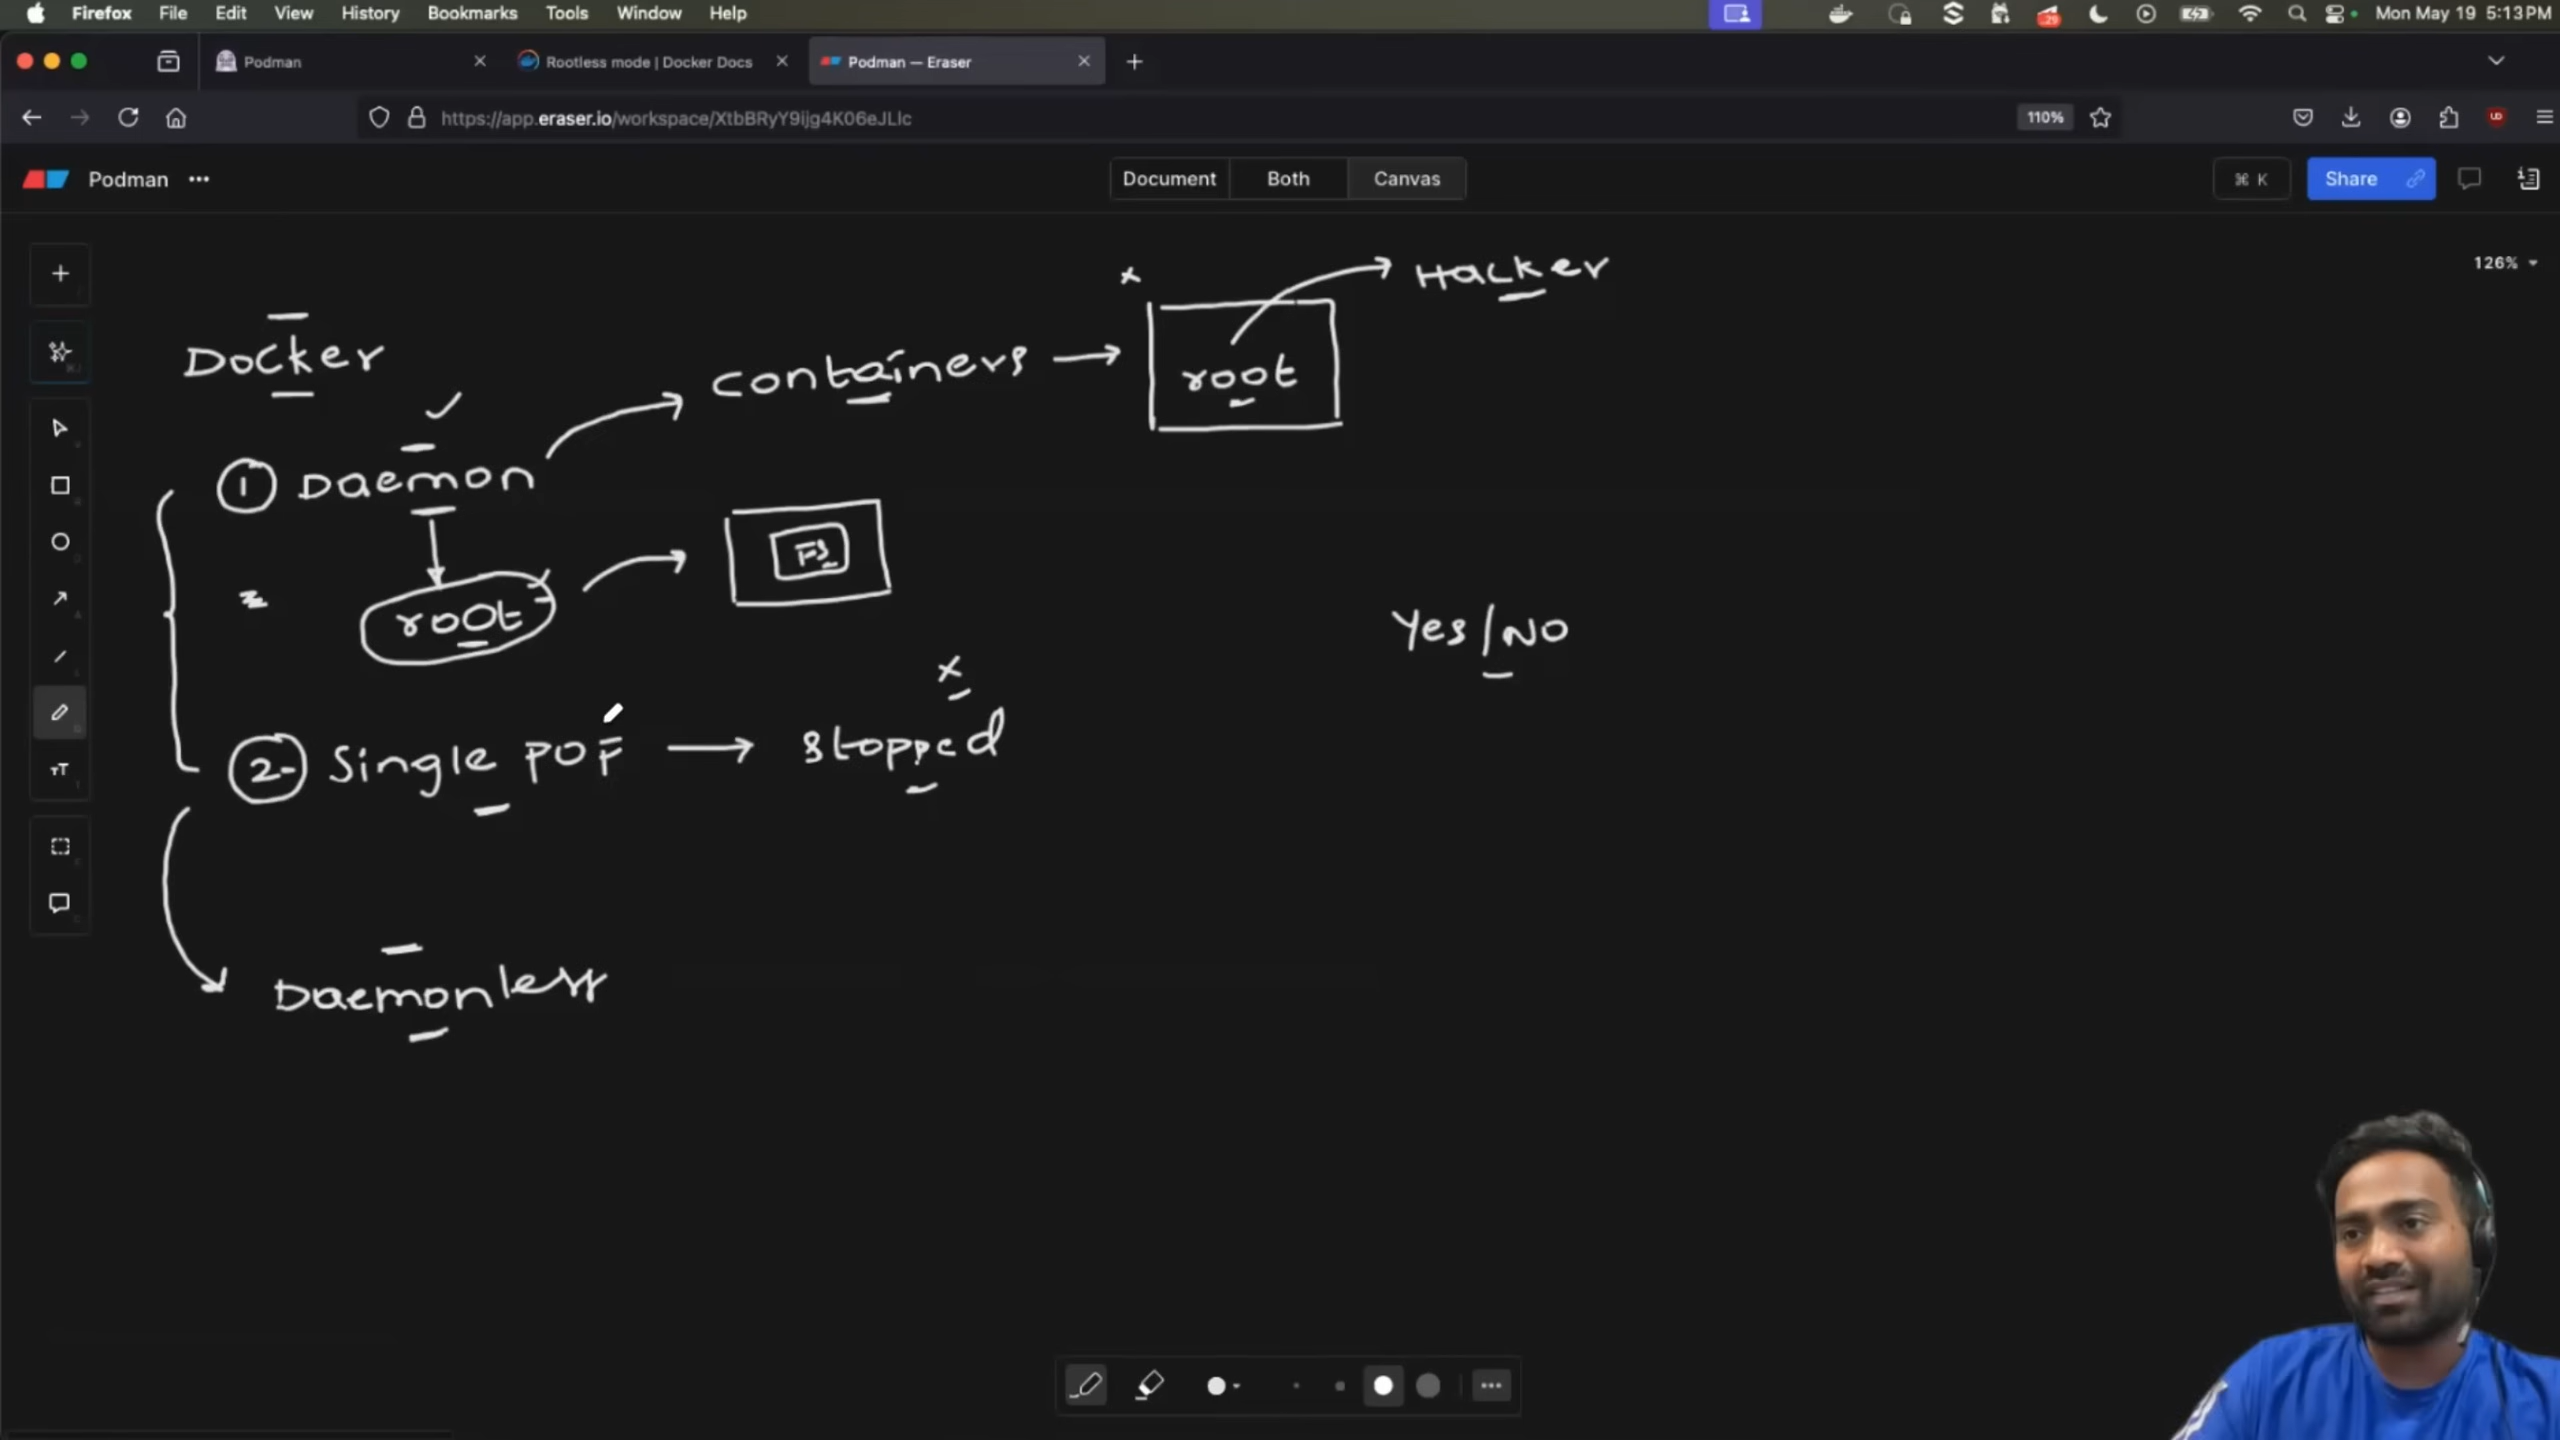 Firefox File Edit View History Bookmarks Tools Window Help
Mon May 19 5:13 PM
Podman
Rootless mode | Docker Docs
Podman — Eraser
https://app.eraser.io/workspace/XtbBRyY9ijg4K06eJLlc
110%
Podman
Document Both Canvas
⌘ K
Share
126%
Hacker
Docker
containers → root
① Daemon
FS
root
Yes/No
x
② Single POF → stopped
Daemonless